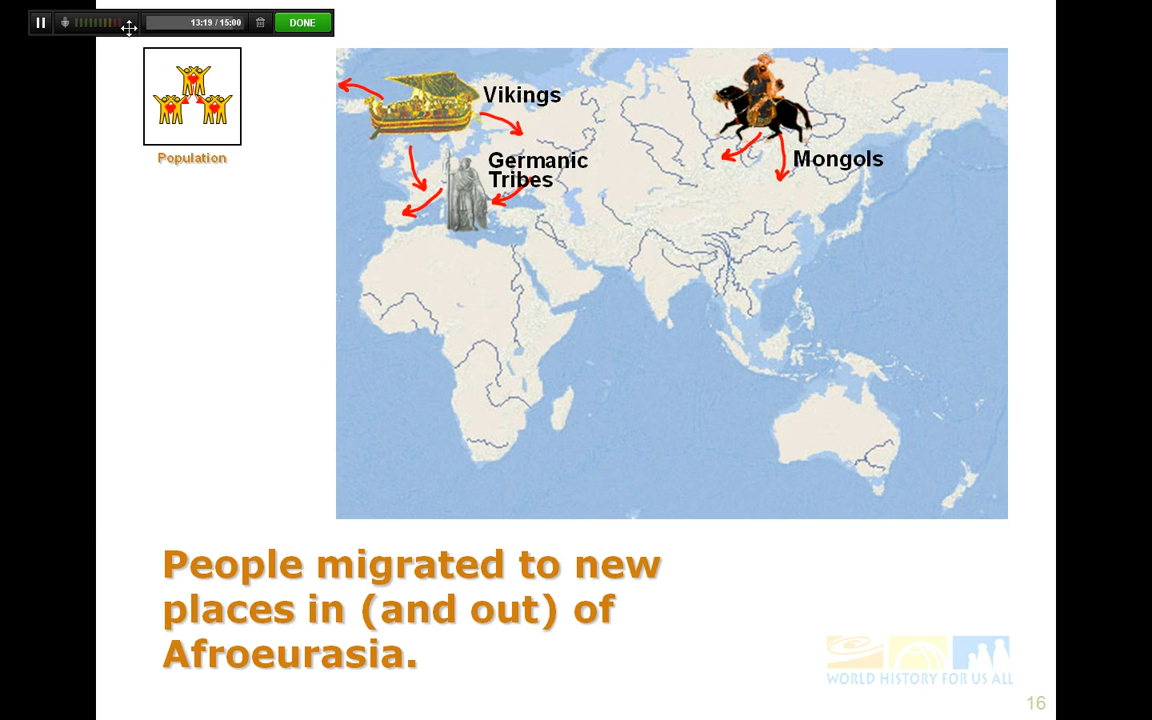 13:19 / 15:00
DONE
Population
Vikings
Germanic
Tribes
Mongols
People migrated to new
places in (and out) of
Afroeurasia.
WORLD HISTORY FOR US ALL
16